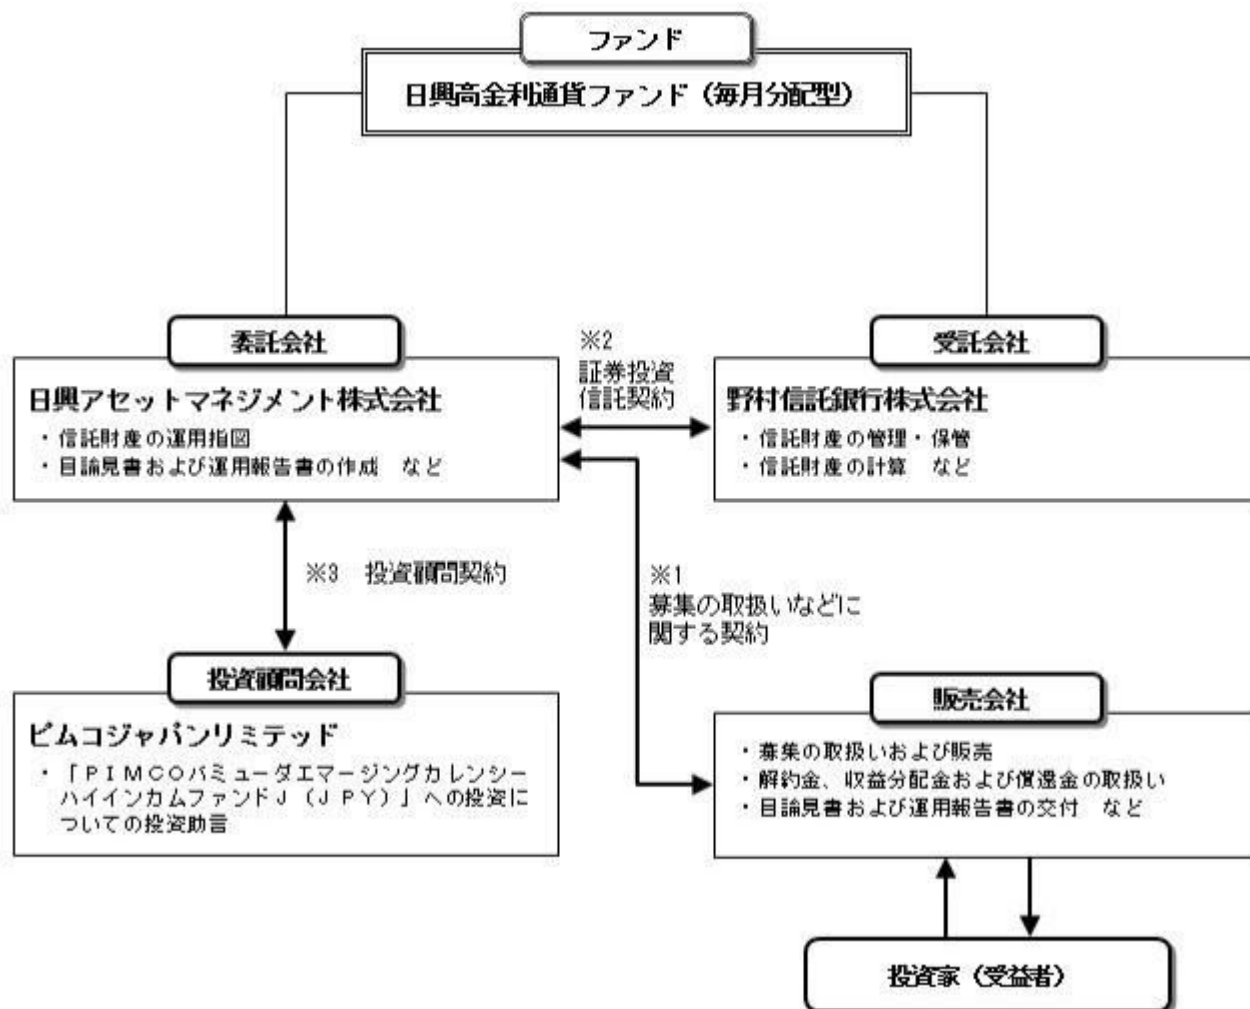 ファンド
日興高金利通貨ファンド（毎月分配型）
委託会社
日興アセットマネジメント株式会社
・信託財産の運用指図
・目論見書および運用報告書の作成　など
※2
証券投資
信託契約
受託会社
野村信託銀行株式会社
・信託財産の管理・保管
・信託財産の計算　など
※3　投資顧問契約
※1
募集の取扱いなどに
関する契約
投資顧問会社
ピムコジャパンリミテッド
・「ＰＩＭＣＯバミューダエマージングカレンシー
ハイインカムファンドＪ（ＪＰＹ）」への投資に
ついての投資助言
販売会社
・募集の取扱いおよび販売
・解約金、収益分配金および償還金の取扱い
・目論見書および運用報告書の交付　など
投資家（受益者）